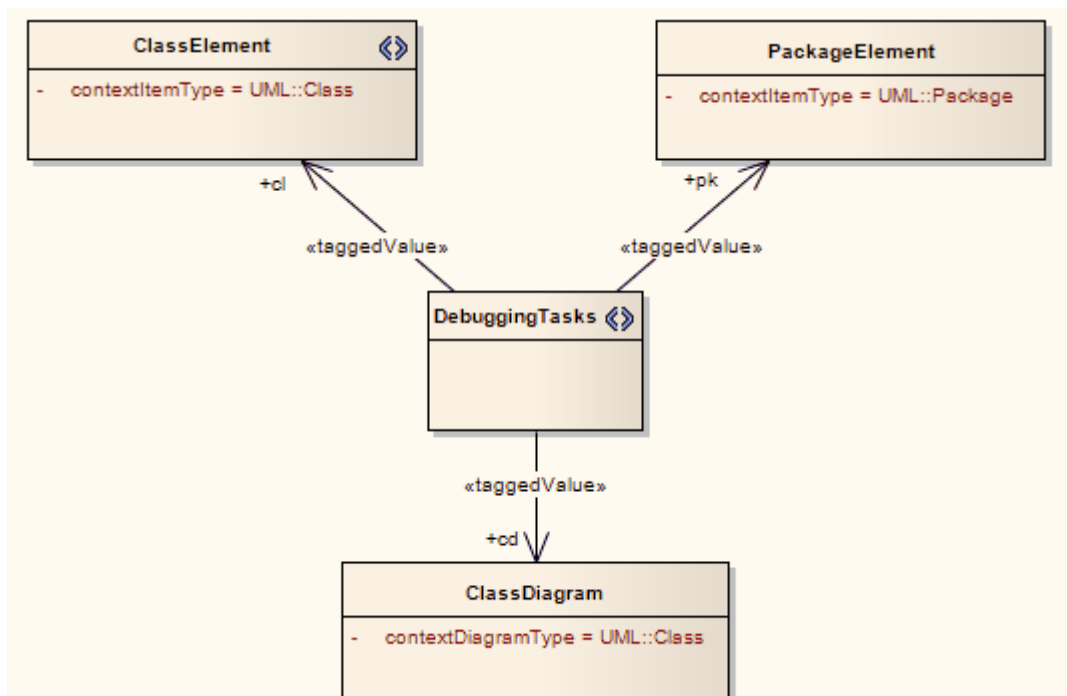 ClassElement
- contextItemType = UML::Class
PackageElement
- contextItemType = UML::Package
+cl
+pk
«taggedValue»
«taggedValue»
DebuggingTasks
«taggedValue»
+cd
ClassDiagram
- contextDiagramType = UML::Class